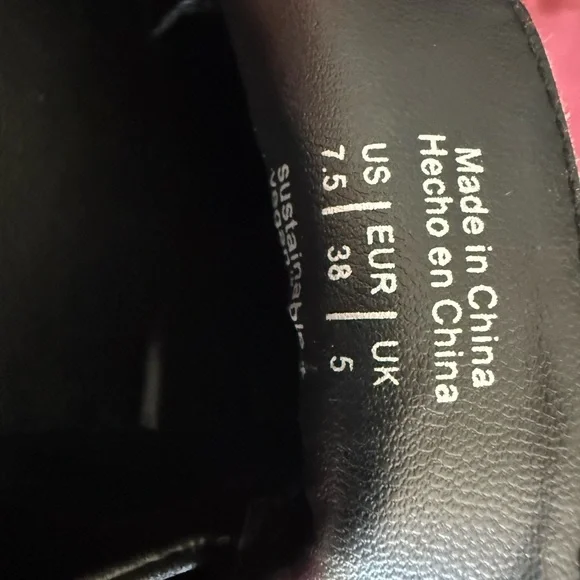 Made in China
Hecho en China
US | EUR | UK
7.5 | 38 | 5